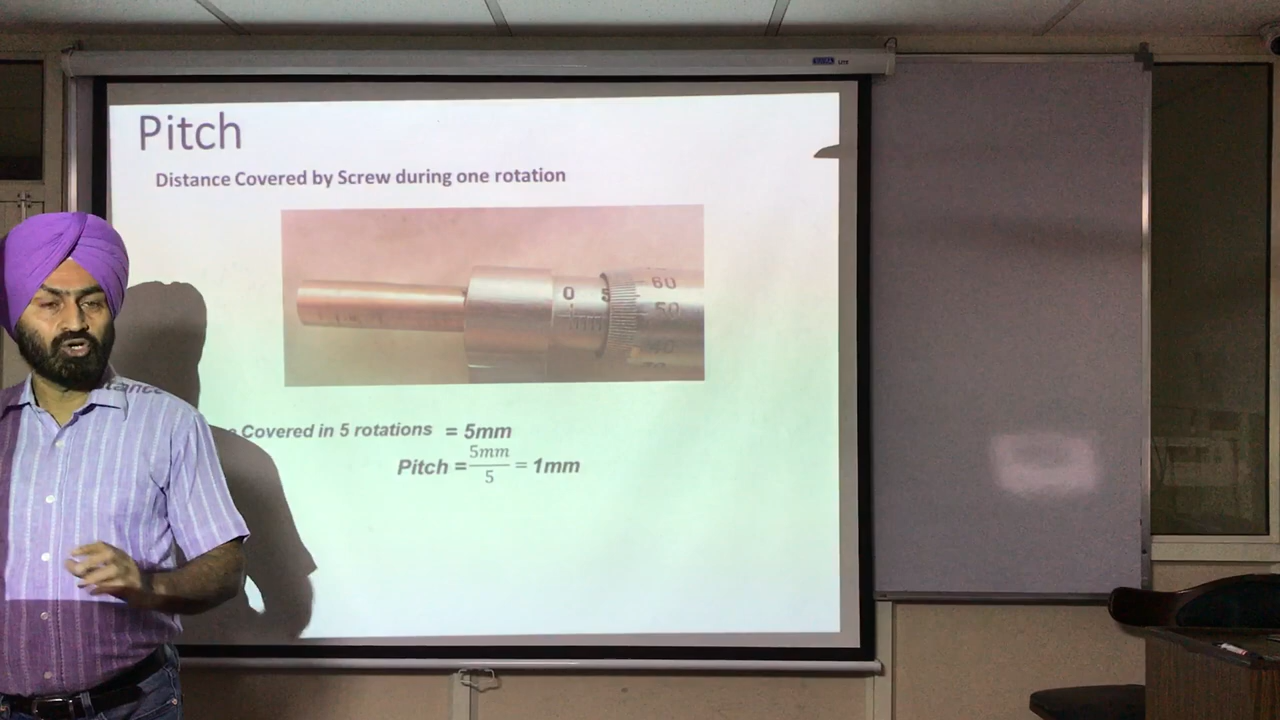 Pitch
Distance Covered by Screw during one rotation
0 5
60
50
40
Covered in 5 rotations = 5mm
Pitch = 5mm/5 = 1mm